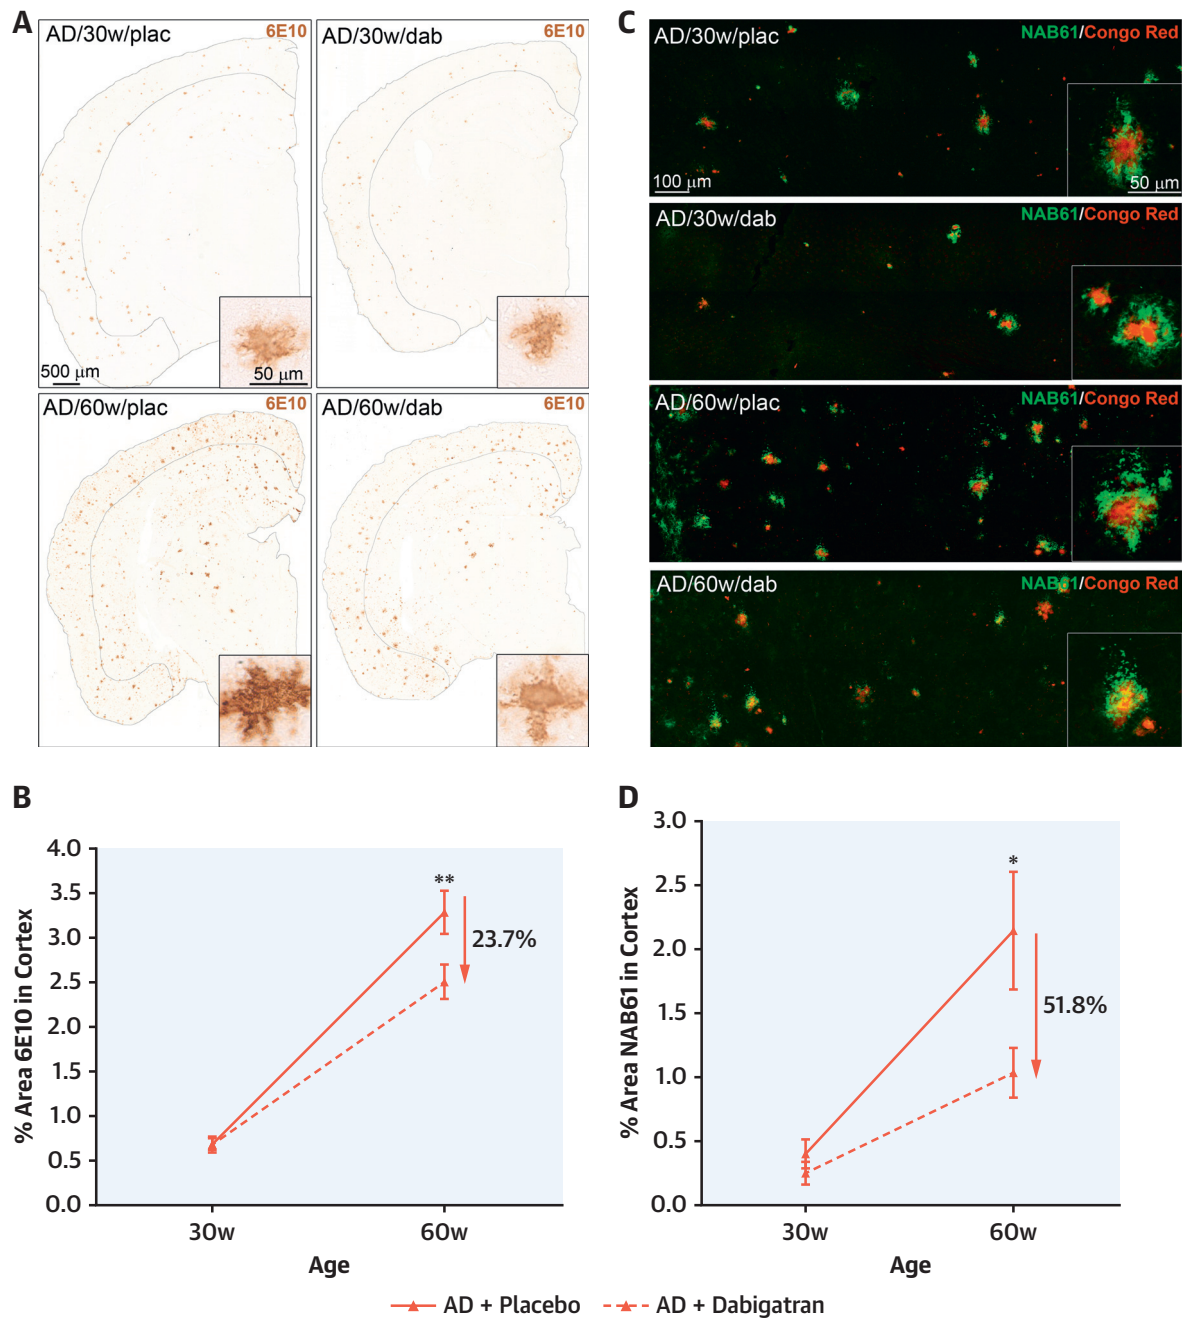 A
AD/30w/plac
6E10
500 µm
50 µm
AD/30w/dab
6E10
AD/60w/plac
6E10
AD/60w/dab
6E10
C
AD/30w/plac
NAB61/Congo Red
100 µm
50 µm
AD/30w/dab
NAB61/Congo Red
AD/60w/plac
NAB61/Congo Red
AD/60w/dab
NAB61/Congo Red
B
% Area 6E10 in Cortex
4.0
3.5
3.0
2.5
2.0
1.5
1.0
0.5
0.0
**
23.7%
30w
60w
Age
D
% Area NAB61 in Cortex
3.0
2.5
2.0
1.5
1.0
0.5
0.0
*
51.8%
30w
60w
Age
AD + Placebo
AD + Dabigatran